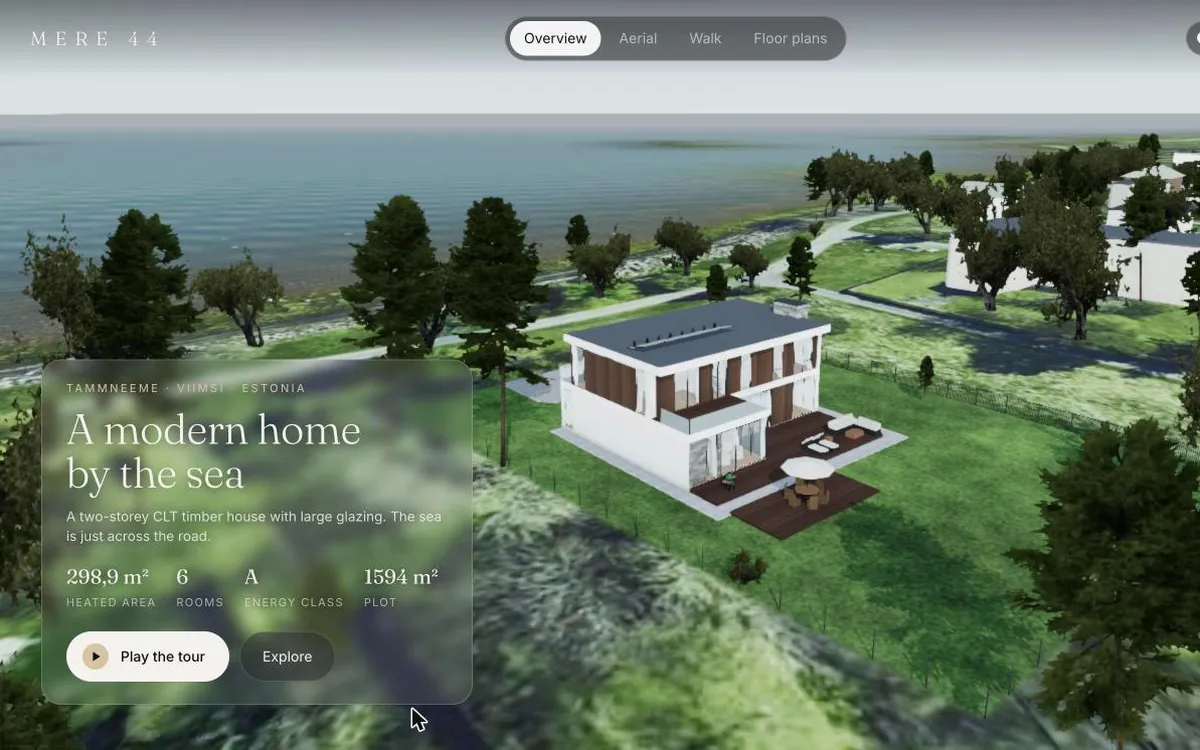 MERE 44
Overview
Aerial
Walk
Floor plans
TAMMNEEME · VIIMSI · ESTONIA
A modern home
by the sea
A two-storey CLT timber house with large glazing. The sea
is just across the road.
298,9 m² 6 A 1594 m²
HEATED AREA ROOMS ENERGY CLASS PLOT
Play the tour
Explore